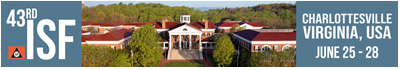 43RD
ISF
CHARLOTTESVILLE
VIRGINIA, USA
JUNE 25 - 28